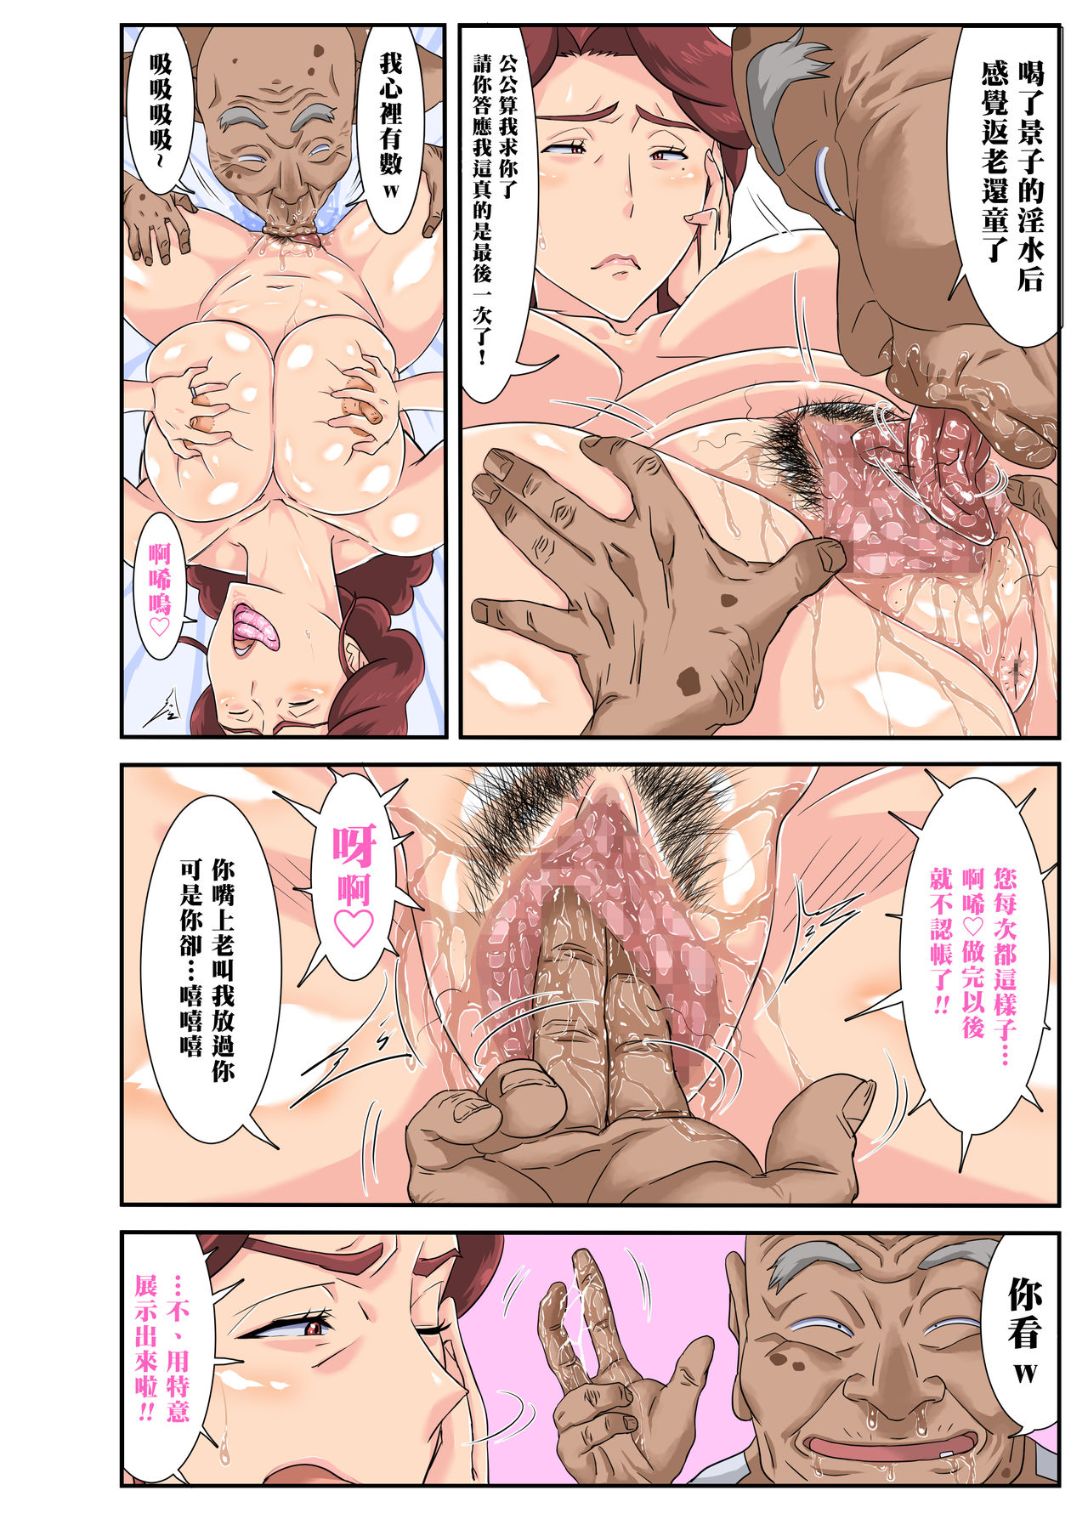 喝了景子的淫水后
感覺返老還童了
公公算我求你了
請你答應我這真的是最後一次了!
我心裡有數w
吸吸吸吸~
啊唏嗚♡
您每次都這樣子…
啊唏♡做完以後
就不認帳了!!
呀
啊♡
你嘴上老叫我放過你
可是你卻…嘻嘻嘻
你看w
…不、用特意
展示出來啦!!